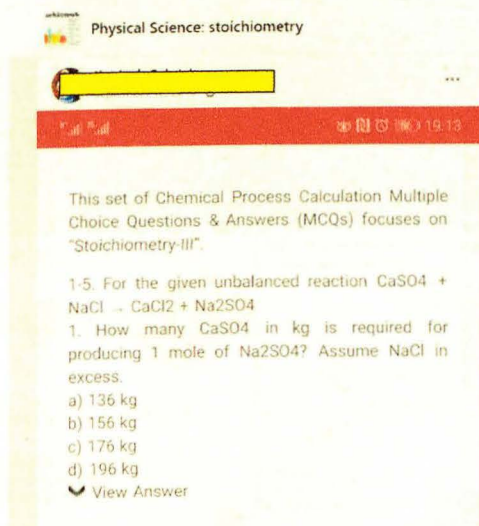 Physical Science: stoichiometry
...
19:13
This set of Chemical Process Calculation Multiple
Choice Questions & Answers (MCQs) focuses on
"Stoichiometry-III".
1-5. For the given unbalanced reaction CaSO4 +
NaCl → CaCl2 + Na2SO4
1. How many CaSO4 in kg is required for
producing 1 mole of Na2SO4? Assume NaCl in
excess.
a) 136 kg
b) 156 kg
c) 176 kg
d) 196 kg
View Answer